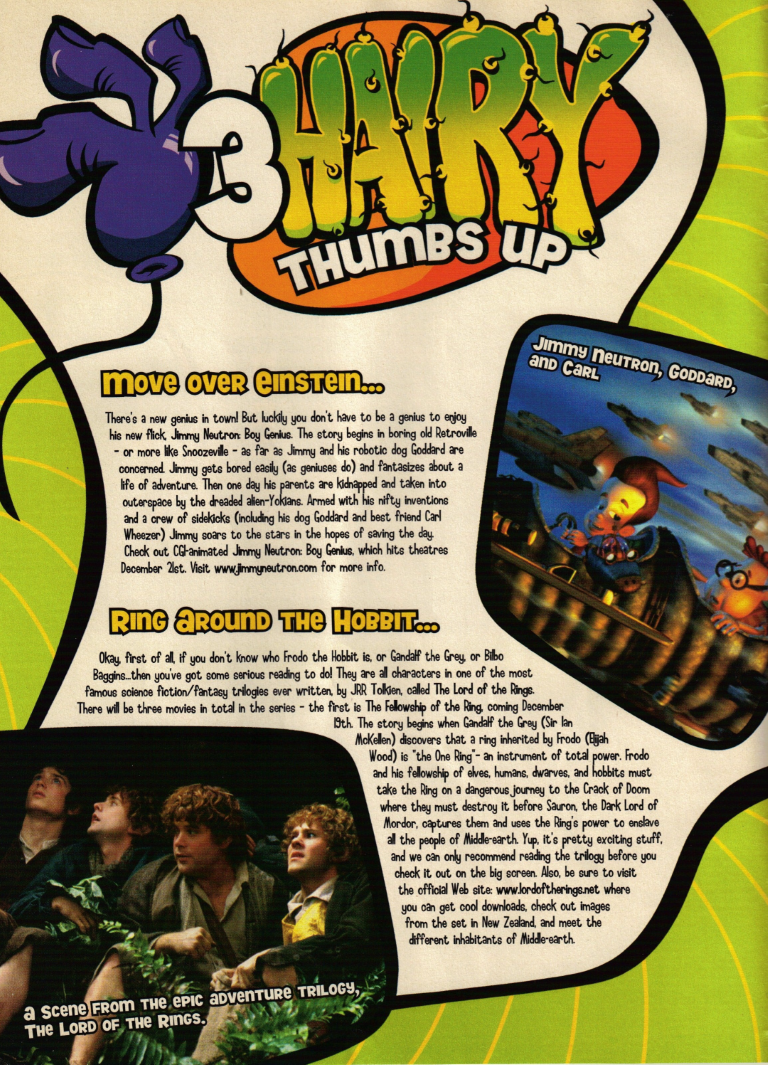 3 HAIRY
THUMBS UP
Move over Einstein...
There's a new genius in town! But luckily you don't have to be a genius to enjoy
his new flick, Jimmy Neutron: Boy Genius. The story begins in boring old Retroville
- or more like Snoozeville - as far as Jimmy and his robotic dog Goddard are
concerned. Jimmy gets bored easily (as geniuses do) and fantasizes about a
life of adventure. Then one day his parents are kidnapped and taken into
outerspace by the dreaded alien-Yokians. Armed with his nifty inventions
and a crew of sidekicks (including his dog Goddard and best friend Carl
Wheezer) Jimmy soars to the stars in the hopes of saving the day.
Check out CGI-animated Jimmy Neutron: Boy Genius, which hits theatres
December 21st. Visit www.jimmyneutron.com for more info.
Jimmy Neutron, Goddard,
and Carl
Ring Around the Hobbit...
Okay, first of all, if you don't know who Frodo the Hobbit is, or Gandalf the Grey, or Bilbo
Baggins...then you've got some serious reading to do! They are all characters in one of the most
famous science fiction/fantasy trilogies ever written, by JRR Tolkien, called The Lord of the Rings.
There will be three movies in total in the series - the first is The Fellowship of the Ring, coming December
19th. The story begins when Gandalf the Grey (Sir Ian
McKellen) discovers that a ring inherited by Frodo (Elijah
Wood) is "the One Ring"- an instrument of total power. Frodo
and his fellowship of elves, humans, dwarves, and hobbits must
take the Ring on a dangerous journey to the Crack of Doom
where they must destroy it before Sauron, the Dark Lord of
Mordor, captures them and uses the Ring's power to enslave
all the people of Middle-earth. Yup, it's pretty exciting stuff,
and we can only recommend reading the trilogy before you
check it out on the big screen. Also, be sure to visit
the official Web site: www.lordoftherings.net where
you can get cool downloads, check out images
from the set in New Zealand, and meet the
different inhabitants of Middle-earth.
a scene from the epic adventure trilogy,
The Lord of the Rings.